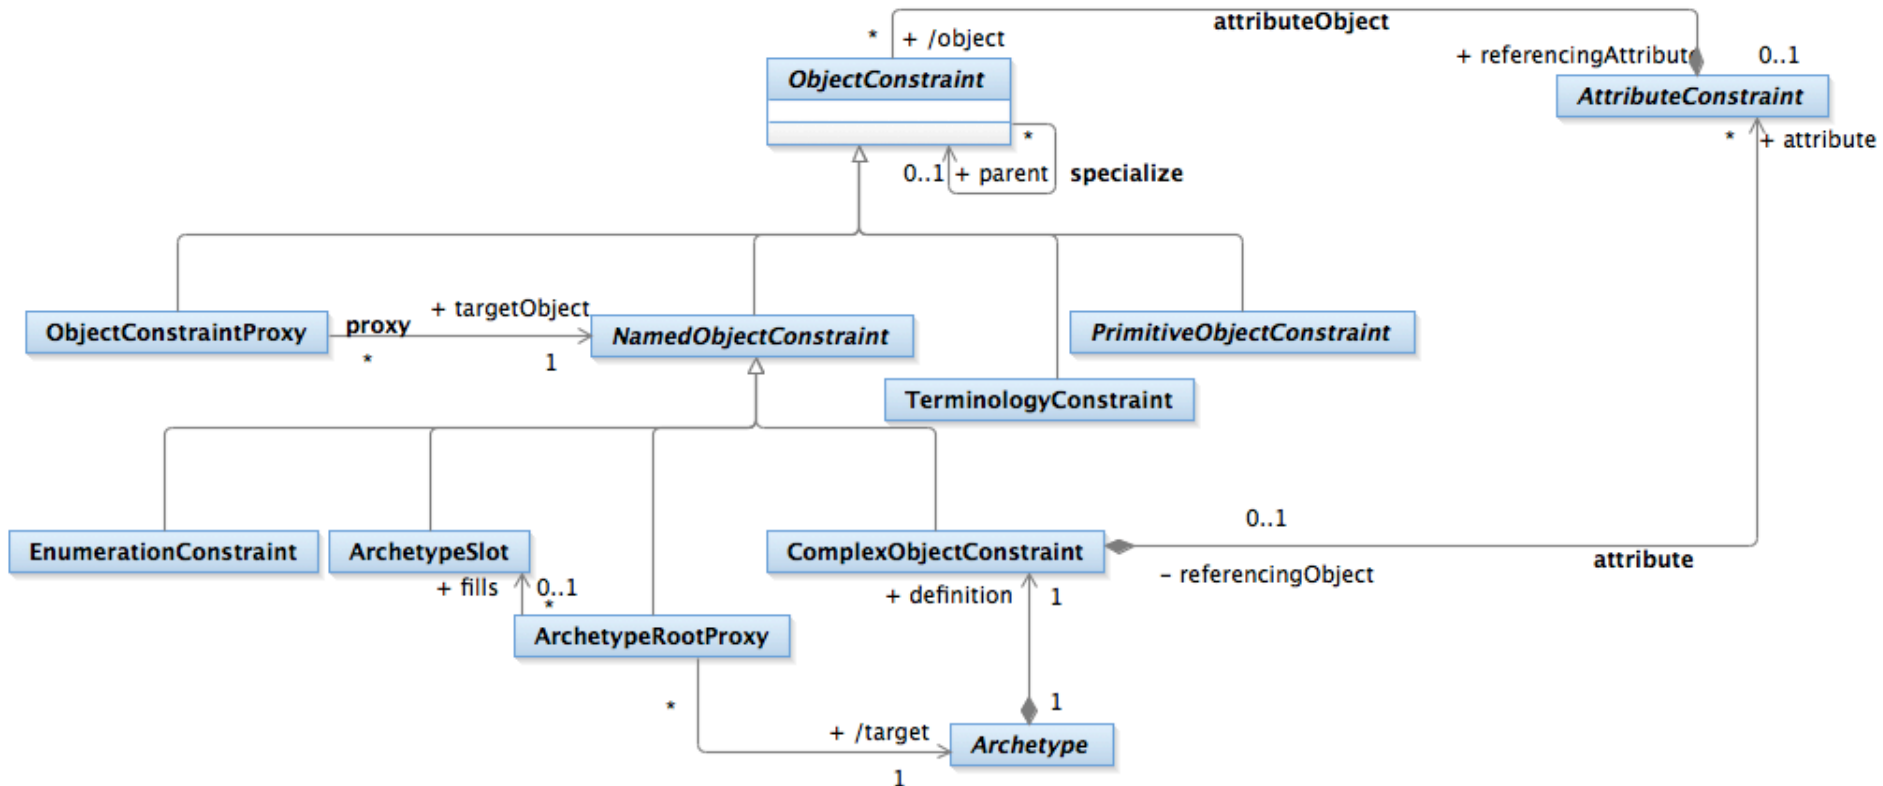 attributeObject
* + /object
+ referencingAttribute 0..1
ObjectConstraint
AttributeConstraint
*
* + attribute
0..1 + parent specialize
+ targetObject
ObjectConstraintProxy
proxy
NamedObjectConstraint
PrimitiveObjectConstraint
* 1
TerminologyConstraint
0..1
EnumerationConstraint
ArchetypeSlot
ComplexObjectConstraint
attribute
- referencingObject
+ fills 0..1
*
+ definition 1
ArchetypeRootProxy
*
1
+ /target
Archetype
1